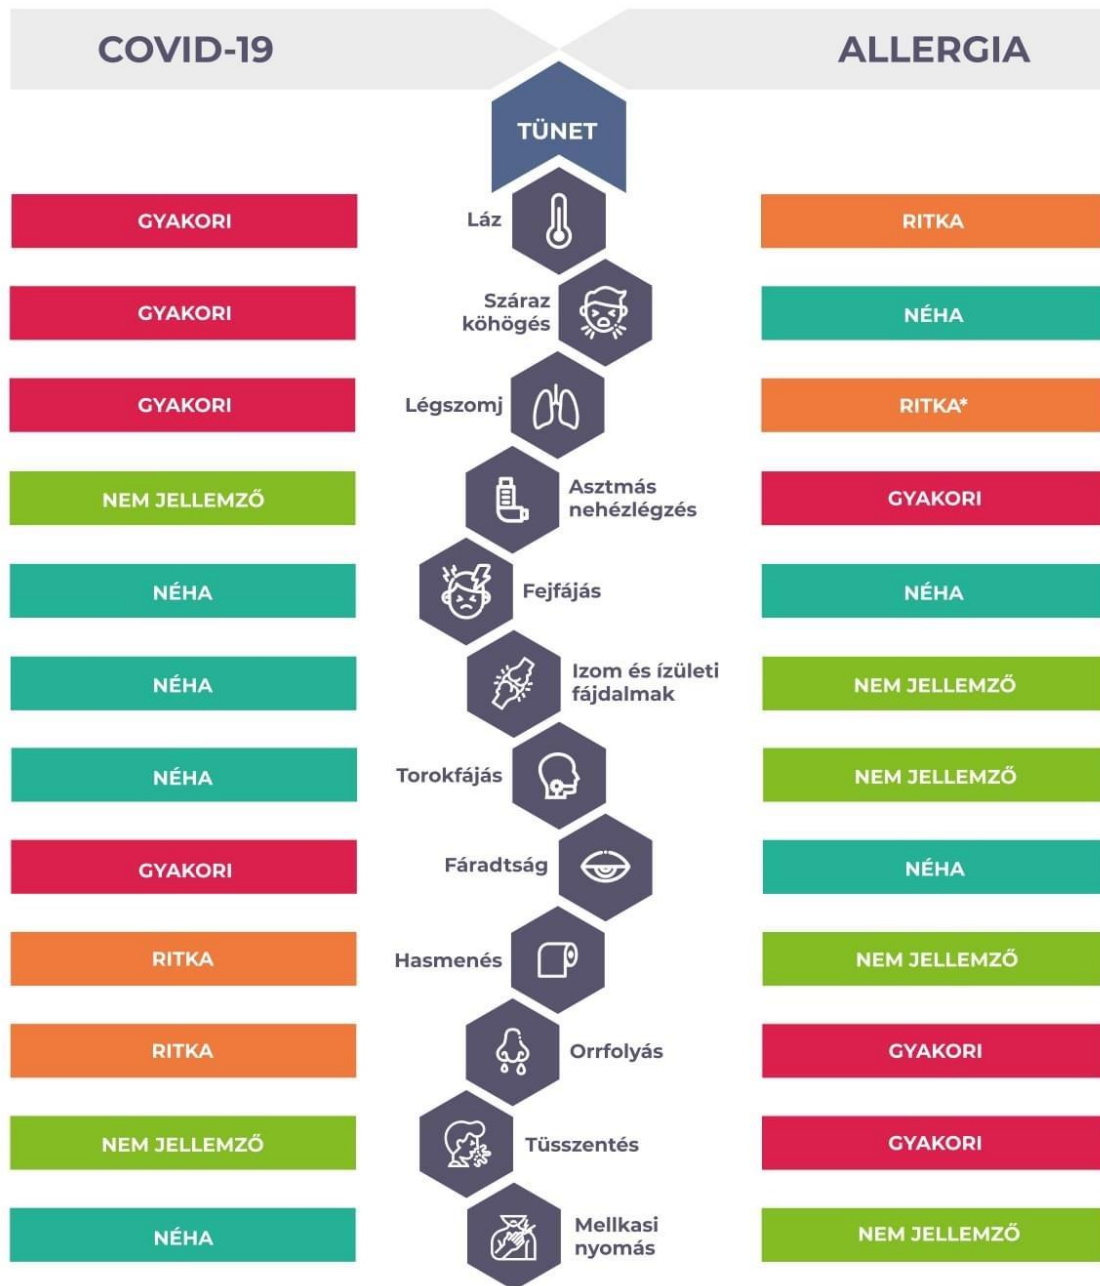 COVID-19
ALLERGIA
TÜNET
GYAKORI
Láz
RITKA
GYAKORI
Száraz
köhögés
NÉHA
GYAKORI
Légszomj
RITKA*
NEM JELLEMZŐ
Asztmás
nehézlégzés
GYAKORI
NÉHA
Fejfájás
NÉHA
NÉHA
Izom és ízületi
fájdalmak
NEM JELLEMZŐ
NÉHA
Torokfájás
NEM JELLEMZŐ
GYAKORI
Fáradtság
NÉHA
RITKA
Hasmenés
NEM JELLEMZŐ
RITKA
Orrfolyás
GYAKORI
NEM JELLEMZŐ
Tüsszentés
GYAKORI
NÉHA
Mellkasi
nyomás
NEM JELLEMZŐ